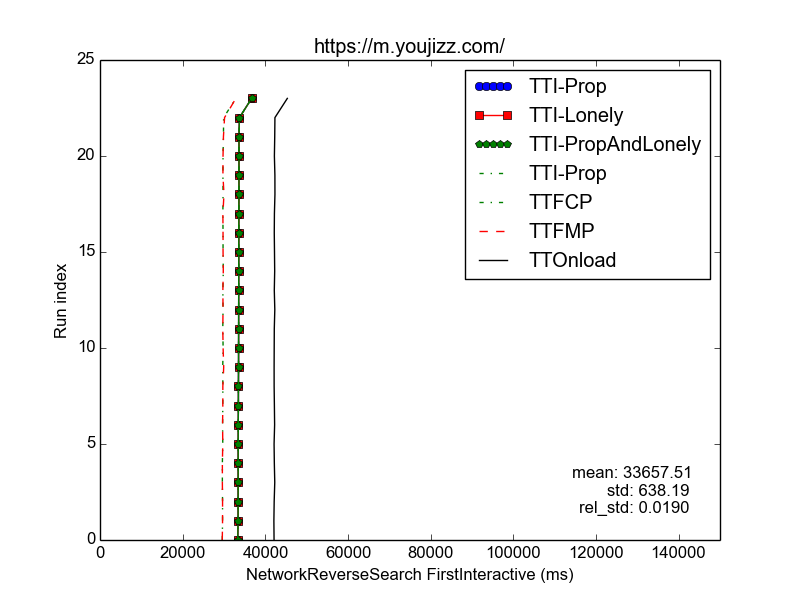 https://m.youjizz.com/
TTI-Prop
TTI-Lonely
TTI-PropAndLonely
TTI-Prop
TTFCP
TTFMP
TTOnload
25
20
15
10
5
0
Run index
mean: 33657.51
std: 638.19
rel_std: 0.0190
0 20000 40000 60000 80000 100000 120000 140000
NetworkReverseSearch FirstInteractive (ms)